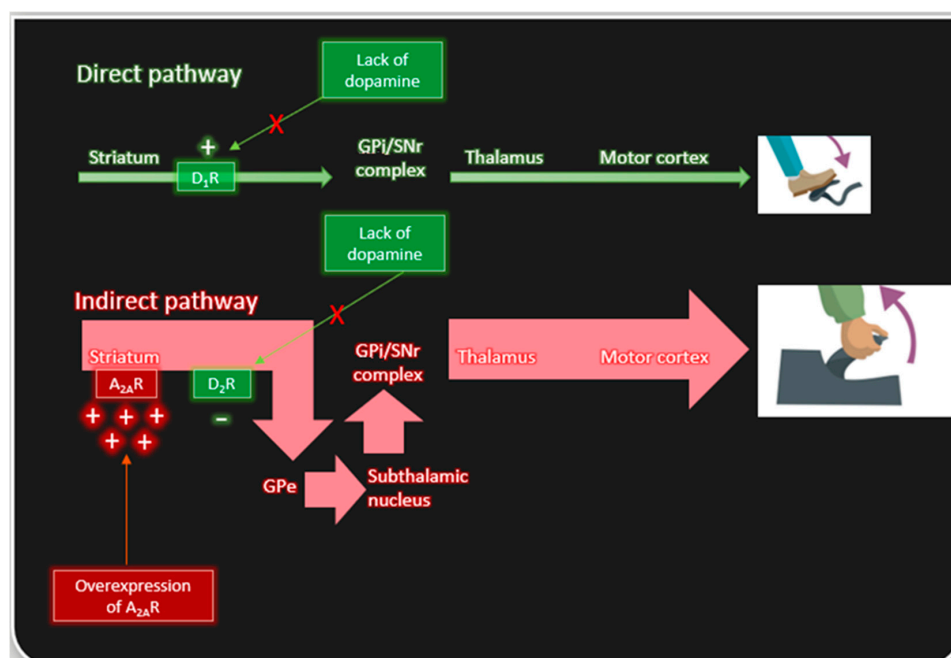 Direct pathway
Lack of
dopamine
X
+
Striatum
D₁R
GPi/SNr
complex
Thalamus
Motor cortex
Lack of
dopamine
X
Indirect pathway
Striatum
A₂ₐR
D₂R
+ + +
+ +
−
GPi/SNr
complex
Thalamus
Motor cortex
GPe
Subthalamic
nucleus
Overexpression
of A₂ₐR